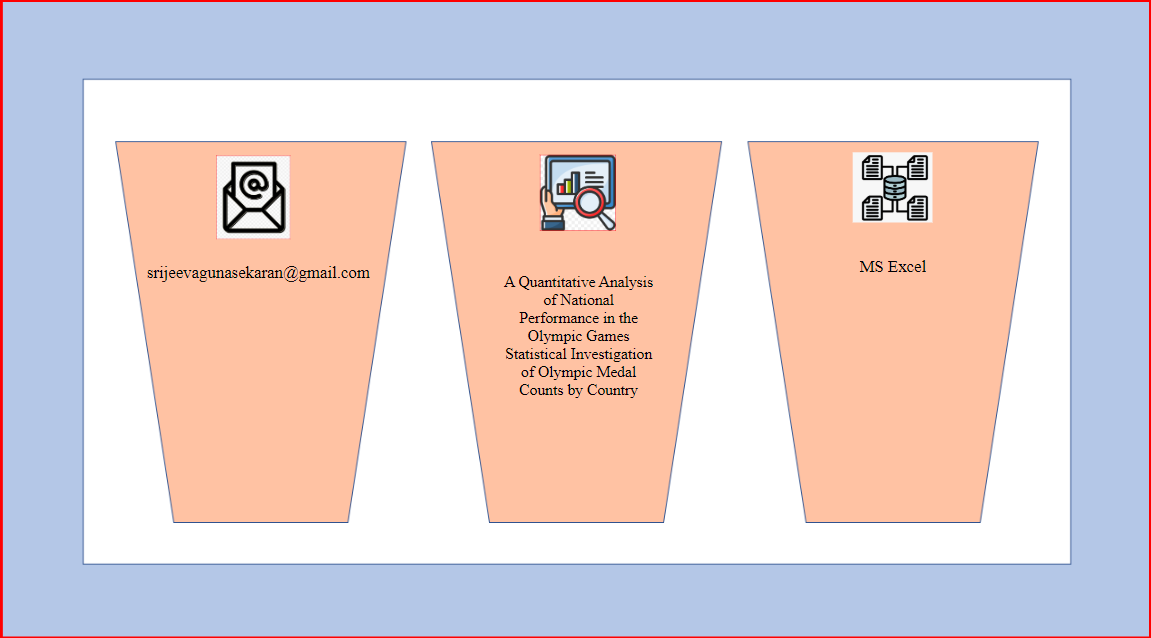 srijeevagunasekaran@gmail.com
A Quantitative Analysis
of National
Performance in the
Olympic Games
Statistical Investigation
of Olympic Medal
Counts by Country
MS Excel